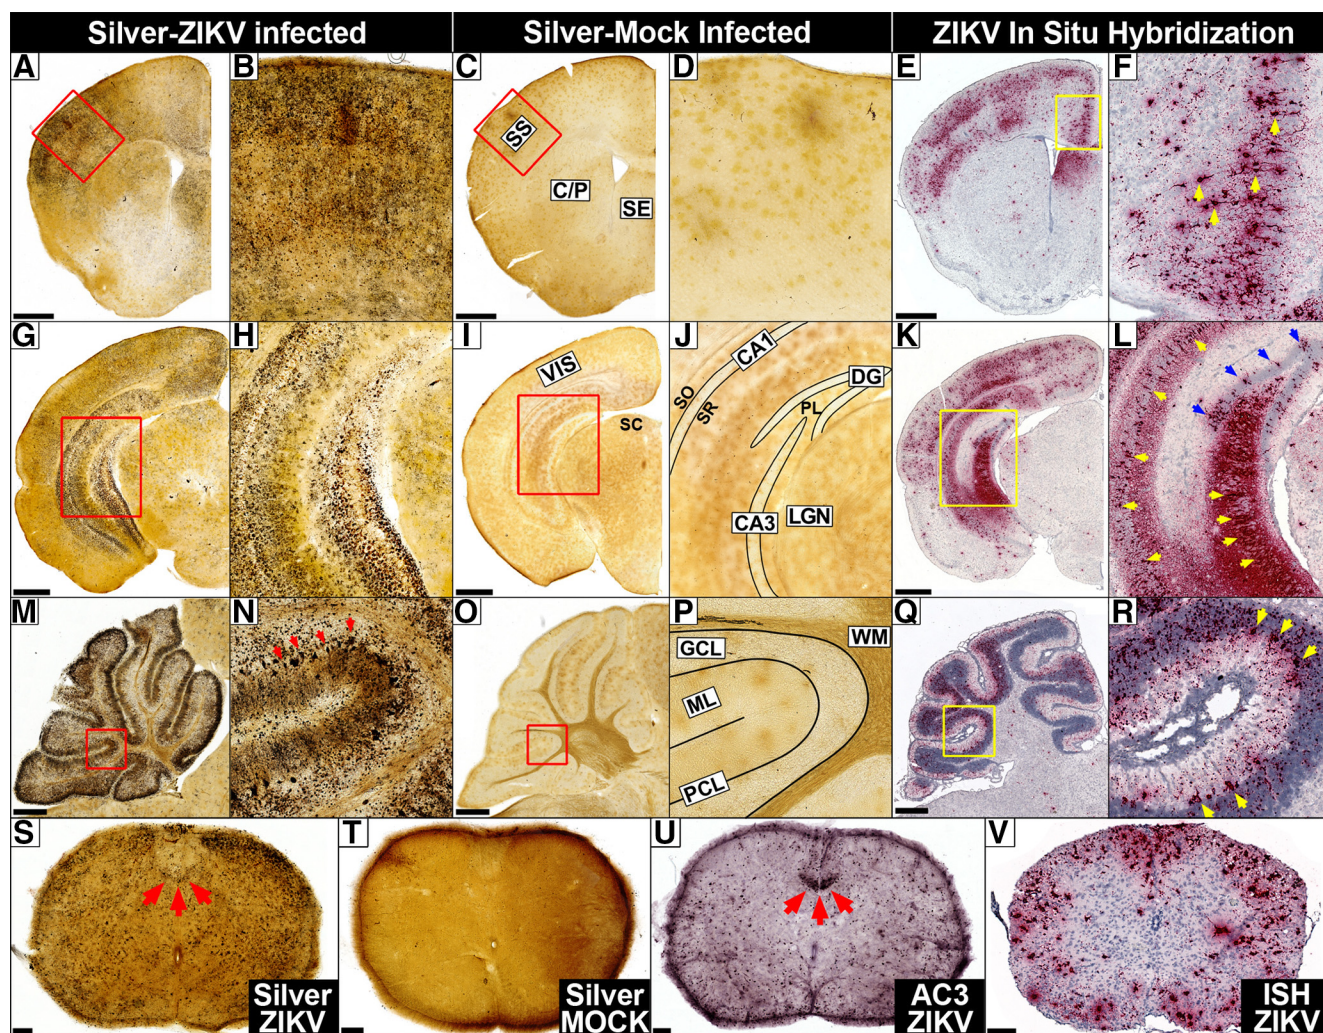 Silver-ZIKV infected
Silver-Mock Infected
ZIKV In Situ Hybridization
A
B
C
SS
C/P
SE
D
E
F
G
H
I
VIS
SC
J
CA1
SO
SR
DG
PL
CA3
LGN
K
L
M
N
O
P
GCL
WM
ML
PCL
Q
R
S
Silver
ZIKV
T
Silver
MOCK
U
AC3
ZIKV
V
ISH
ZIKV